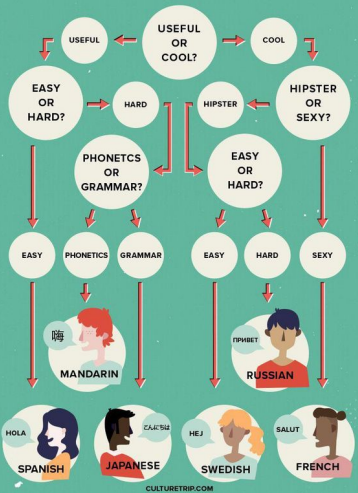 USEFUL
OR
COOL?
USEFUL
COOL
EASY
OR
HARD?
HARD
HIPSTER
HIPSTER
OR
SEXY?
PHONETCS
OR
GRAMMAR?
EASY
OR
HARD?
EASY
PHONETICS
GRAMMAR
EASY
HARD
SEXY
嗨
MANDARIN
ПРИВЕТ
RUSSIAN
HOLA
SPANISH
こんにちは
JAPANESE
HEJ
SWEDISH
SALUT
FRENCH
CULTURETRIP.COM